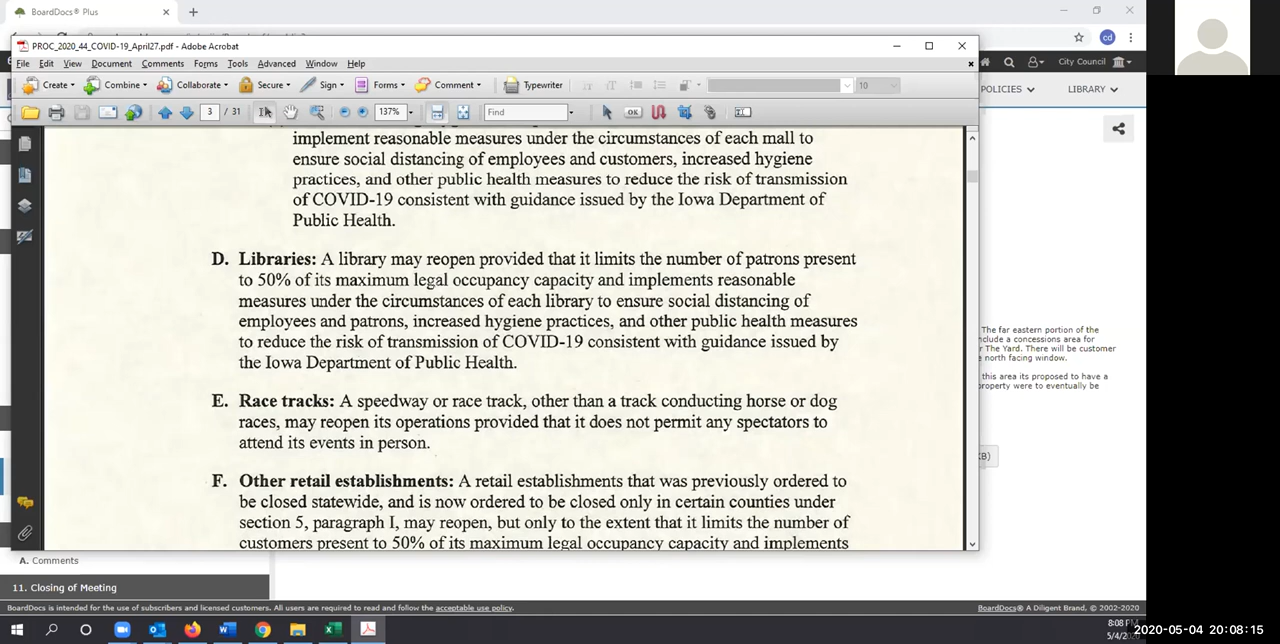 BoardDocs® Plus
PROC_2020_44_COVID-19_April27.pdf - Adobe Acrobat
cd
File Edit View Document Comments Forms Tools Advanced Window Help
City Council
Create Combine Collaborate Secure Sign Forms Comment Typewriter 10
POLICIES LIBRARY
3 / 31 137% Find OK
implement reasonable measures under the circumstances of each mall to
ensure social distancing of employees and customers, increased hygiene
practices, and other public health measures to reduce the risk of transmission
of COVID-19 consistent with guidance issued by the Iowa Department of
Public Health.
D. Libraries: A library may reopen provided that it limits the number of patrons present
to 50% of its maximum legal occupancy capacity and implements reasonable
measures under the circumstances of each library to ensure social distancing of
employees and patrons, increased hygiene practices, and other public health measures
to reduce the risk of transmission of COVID-19 consistent with guidance issued by
the Iowa Department of Public Health.
E. Race tracks: A speedway or race track, other than a track conducting horse or dog
races, may reopen its operations provided that it does not permit any spectators to
attend its events in person.
F. Other retail establishments: A retail establishments that was previously ordered to
be closed statewide, and is now ordered to be closed only in certain counties under
section 5, paragraph I, may reopen, but only to the extent that it limits the number of
customers present to 50% of its maximum legal occupancy capacity and implements
The far eastern portion of the
nclude a concessions area for
The Yard. There will be customer
north facing window.
this area its proposed to have a
property were to eventually be
KB)
A. Comments
11. Closing of Meeting
BoardDocs is intended for the use of subscribers and licensed customers. All users are required to read and follow the acceptable use policy.
BoardDocs® A Diligent Brand, © 2002-2020
8:08 PM
2020-05-04 20:08:15